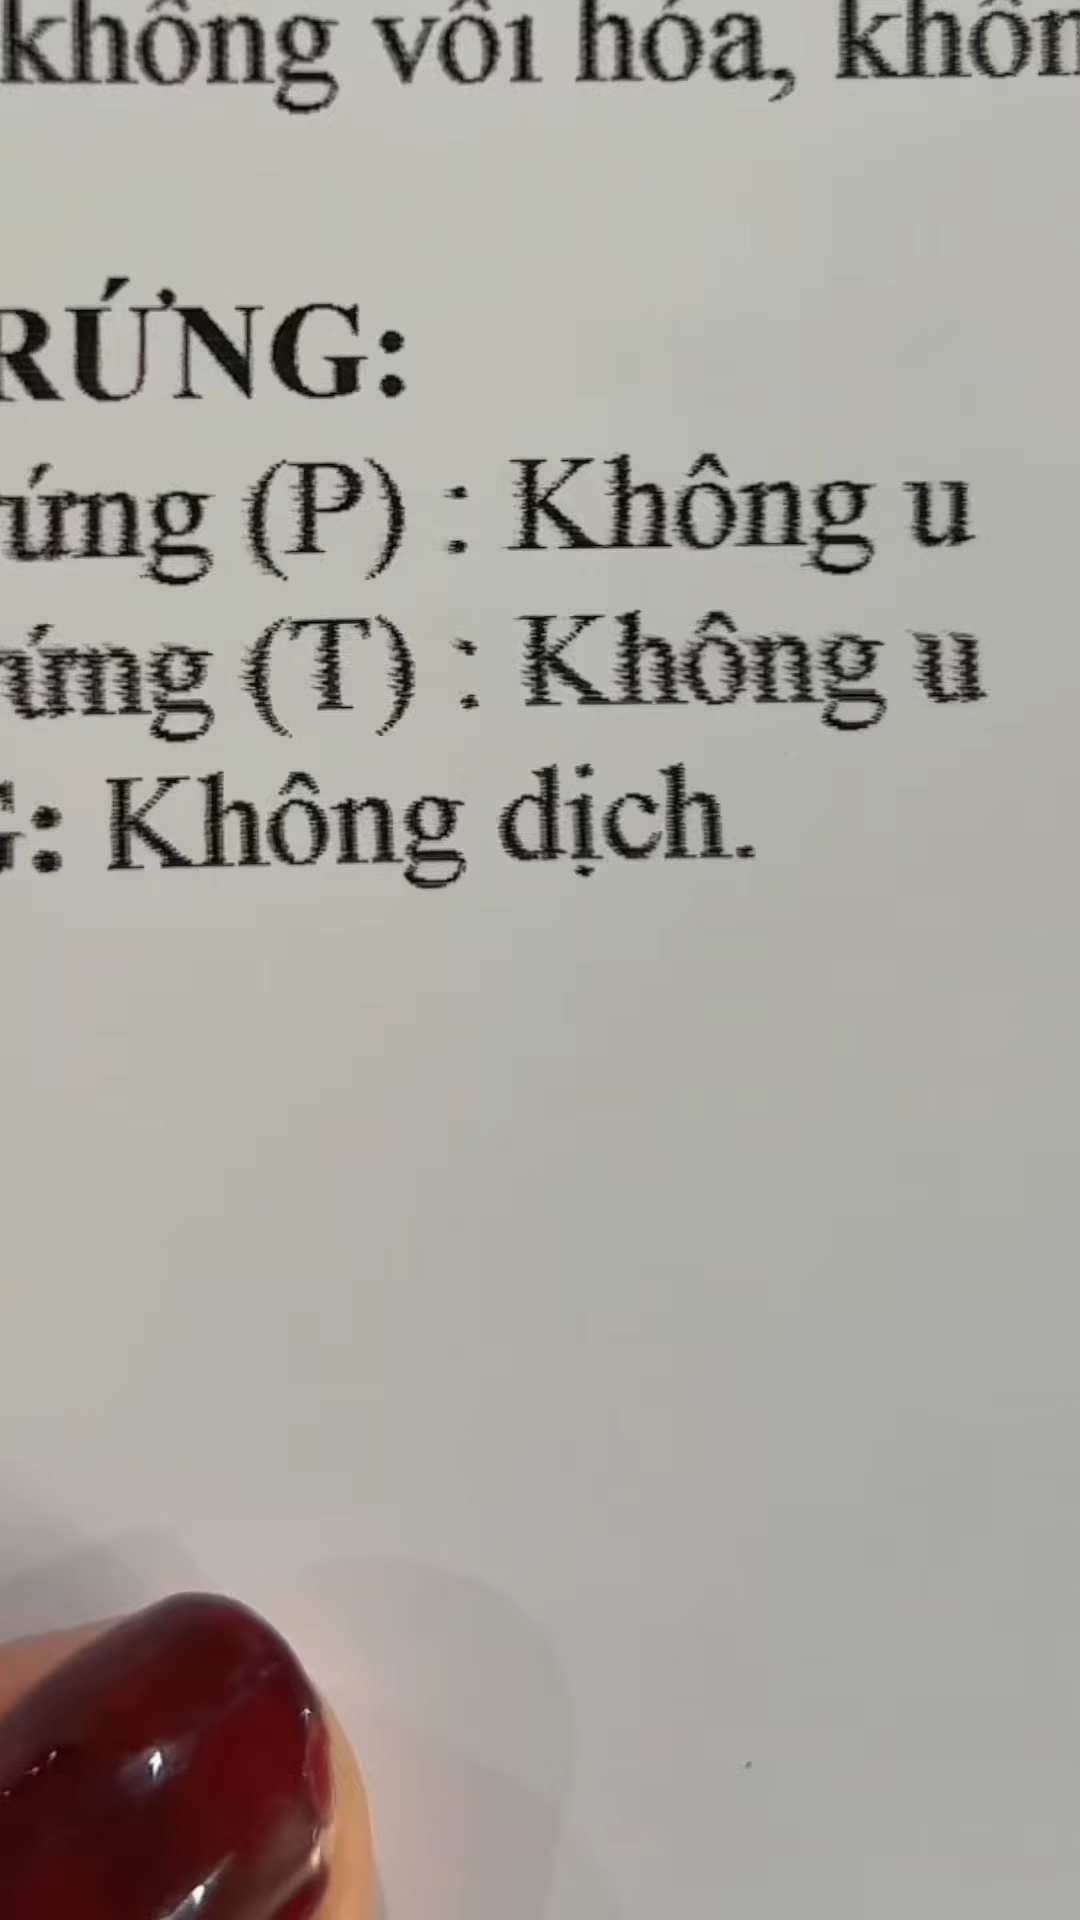 không vôi hóa, khôn
RỨNG:
ứng (P) : Không u
ứng (T) : Không u
G: Không dịch.